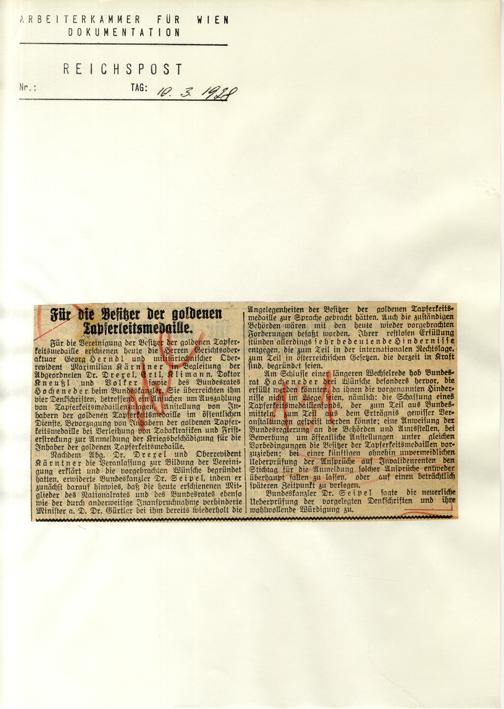 ARBEITERKAMMER FÜR WIEN
DOKUMENTATION
REICHSPOST
Nr.: TAG: 10. 3. 1928
Für die Besitzer der goldenen
Tapferkeitsmedaille.
Für die Vereinigung der Besitzer der goldenen Tapfer-
keitsmedaille erschienen heute die Herren Gerichtsober-
aktuar Georg Herndl und municipalischer Ober-
revident Maximilian Kärntner in Begleitung der
Abgeordneten Dr. Drexel, Ertl, Klimann, Doktor
Kneußl und Volker sowie des Bundesrates
Hocheneder beim Bundeskanzler. Sie überreichten ihm
vier Denkschriften, betreffend Ansuchen um Auszahlung
von Tapferkeitsmedaillenzulagen, Anstellung von In-
habern der goldenen Tapferkeitsmedaille im öffentlichen
Dienste, Bevorzugung von Inhabern der goldenen Tapfer-
keitsmedaille bei Verleihung von Tabaktrafiken und Frist-
erstreckung zur Anmeldung der Kriegsbeschädigung für die
Inhaber der goldenen Tapferkeitsmedaille.
Nachdem Abg. Dr. Drexel und Oberrevident
Kärntner die Veranlassung zur Bildung der Vereini-
gung erklärt und die vorgebrachten Wünsche begründet
hatten, erwiderte Bundeskanzler Dr. Seipel, indem er
zunächst darauf hinwies, daß die heute erschienenen Mit-
glieder des Nationalrates und des Bundesrates ebenso
wie der durch anderweitige Inanspruchnahme verhinderte
Minister a. D. Dr. Gürtler bei ihm bereits wiederholt die
Angelegenheiten der Besitzer der goldenen Tapferkeits-
medaille zur Sprache gebracht hätten. Auch die zuständigen
Behörden wären mit den heute wieder vorgebrachten
Forderungen befaßt worden. Ihrer restlosen Erfüllung
stünden allerdings sehr bedeutende Hindernisse
entgegen, die zum Teil in der internationalen Rechtslage,
zum Teil in österreichischen Gesetzen, die derzeit in Kraft
sind, begründet seien.
Am Schlusse einer längeren Wechselrede hob Bundes-
rat Hocheneder drei Wünsche besonders hervor, die
erfüllt werden könnten, da ihnen die vorgenannten Hinder-
nisse nicht entgegenstehen, nämlich: die Schaffung eines
Tapferkeitsmedaillenfonds, der zum Teil aus Bundes-
mitteln, zum Teil aus dem Erträgnis gewisser Ver-
anstaltungen gespeist werden könnte; eine Anweisung der
Bundesregierung an die Behörden und Anstalten, bei
Bewerbung um öffentliche Anstellungen unter gleichen
Vorbedingungen die Besitzer der Tapferkeitsmedaillen vor-
zuziehen; bei einer künftigen ohnehin unvermeidlichen
Ueberprüfung der Ansprüche auf Invalidenrenten den
Stichtag für die Anmeldung solcher Ansprüche entweder
überhaupt fallen zu lassen, oder auf einen beträchtlich
späteren Zeitpunkt zu verlegen.
Bundeskanzler Dr. Seipel sagte die neuerliche
Ueberprüfung der vorgelegten Denkschriften und ihre
wohlwollende Würdigung zu.